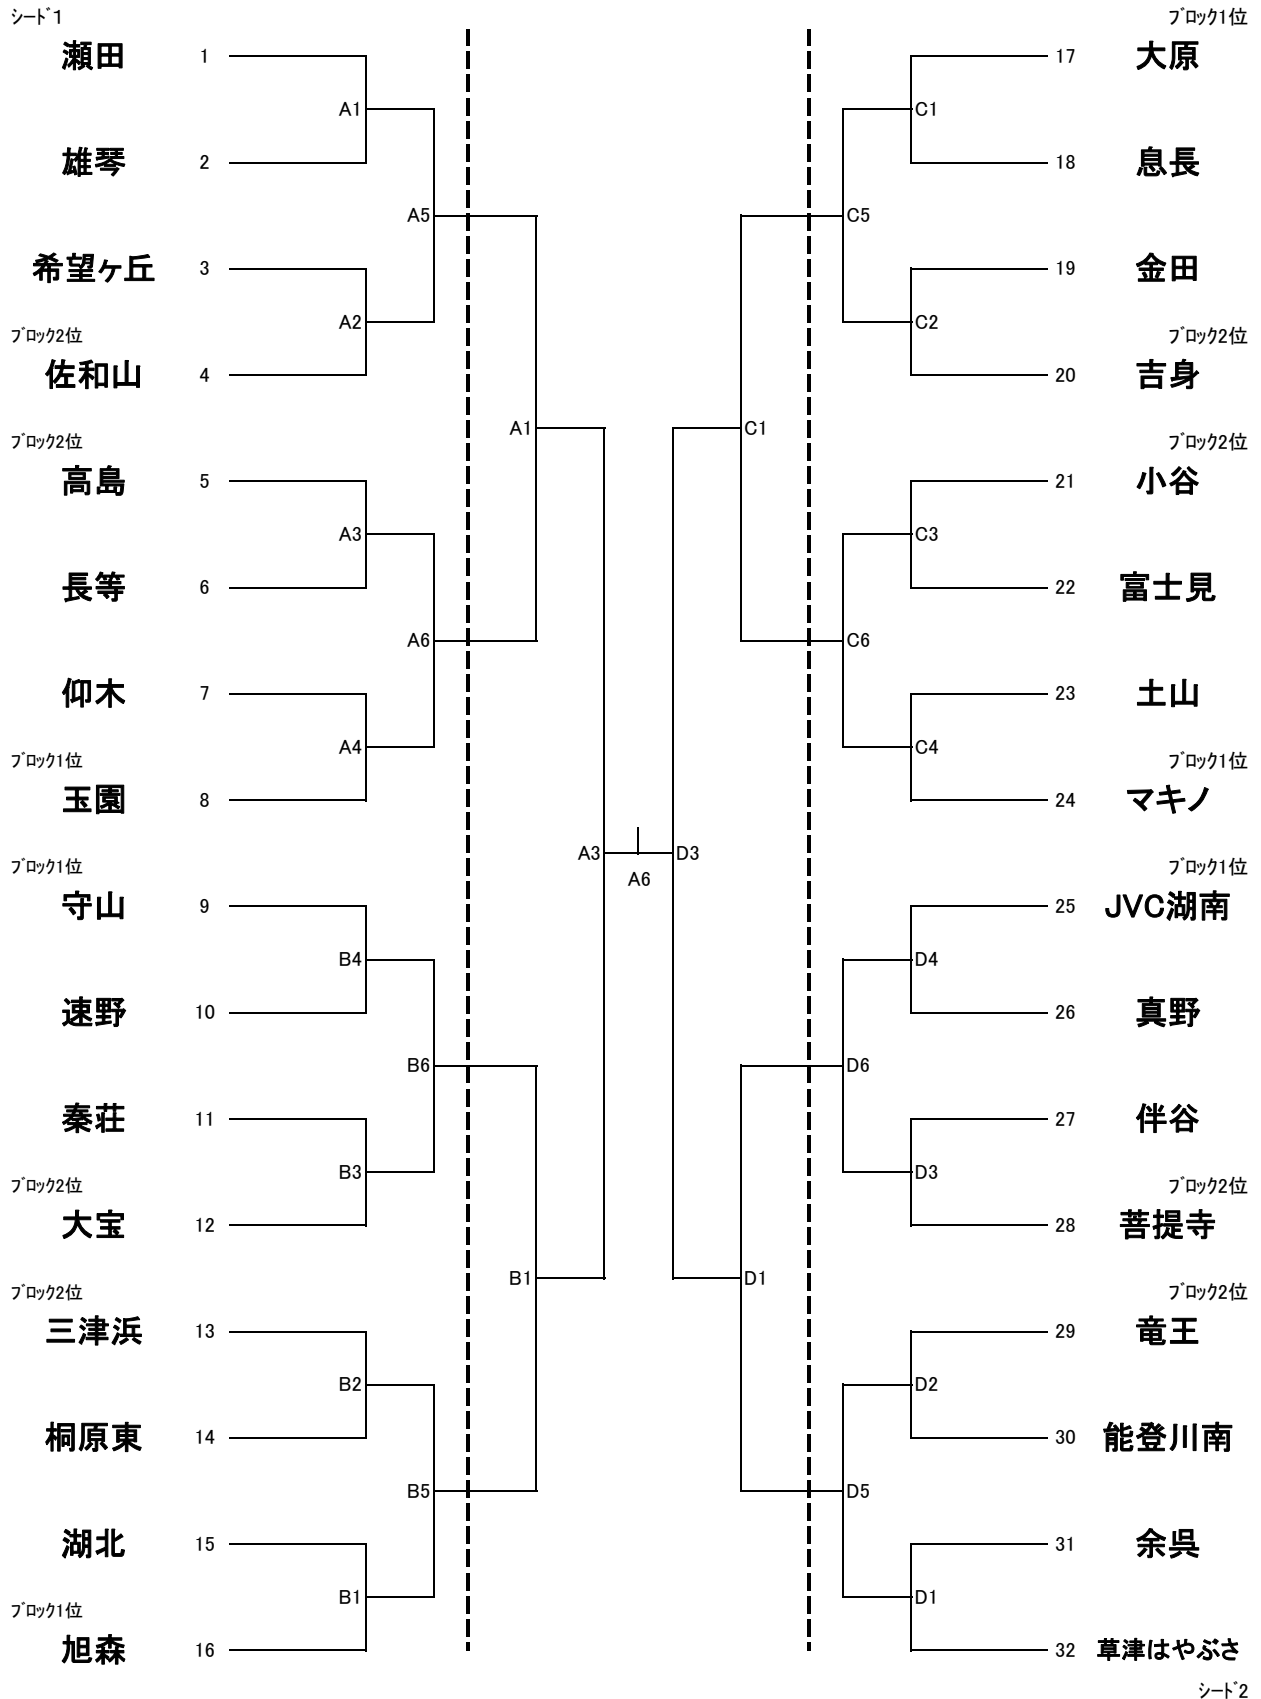 シード1
瀬田 1
A1
雄琴 2
A5
希望ヶ丘 3
A2
ブロック2位
佐和山 4
A1
ブロック2位
高島 5
A3
長等 6
A6
仰木 7
A4
ブロック1位
玉園 8
A3
ブロック1位
守山 9
B4
速野 10
B6
秦荘 11
B3
ブロック2位
大宝 12
B1
ブロック2位
三津浜 13
B2
桐原東 14
B5
湖北 15
B1
ブロック1位
旭森 16
A6
ブロック1位
17 大原
C1
18 息長
C5
19 金田
C2
ブロック2位
20 吉身
C1
ブロック2位
21 小谷
C3
22 富士見
C6
23 土山
C4
ブロック1位
24 マキノ
D3
ブロック1位
25 JVC湖南
D4
26 真野
D6
27 伴谷
D3
ブロック2位
28 菩提寺
D1
ブロック2位
29 竜王
D2
30 能登川南
D5
31 余呉
D1
32 草津はやぶさ
シード2